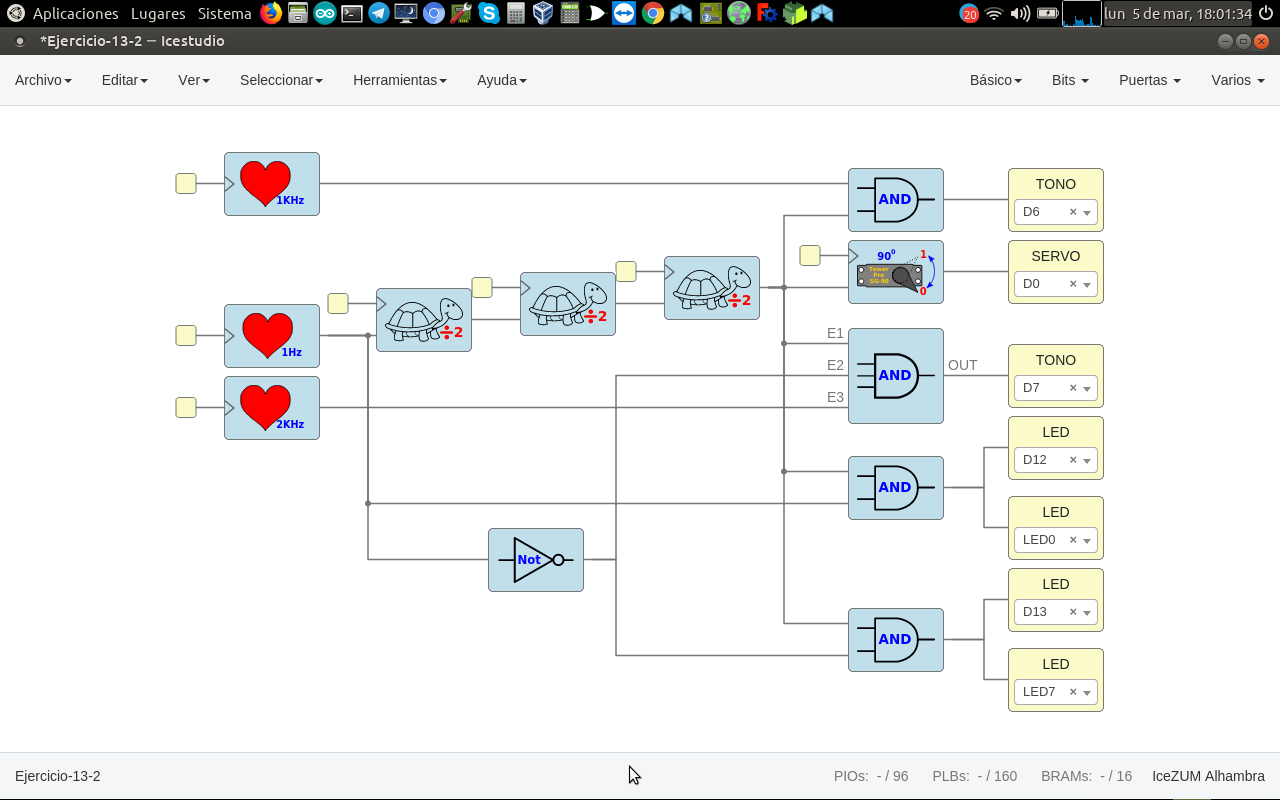 Aplicaciones Lugares Sistema 20 lun 5 de mar, 18:01:34
*Ejercicio-13-2 — Icestudio
Archivo Editar Ver Seleccionar Herramientas Ayuda Básico Bits Puertas Varios
1KHz
AND
TONO
D6 ×
90⁰ 1
Tower
Pro
SG-90
0
SERVO
D0 ×
÷2
÷2
÷2
1Hz
2KHz
E1
E2
E3
AND
OUT
TONO
D7 ×
LED
D12 ×
AND
LED
LED0 ×
Not
LED
D13 ×
AND
LED
LED7 ×
Ejercicio-13-2 PIOs: - / 96 PLBs: - / 160 BRAMs: - / 16 IceZUM Alhambra